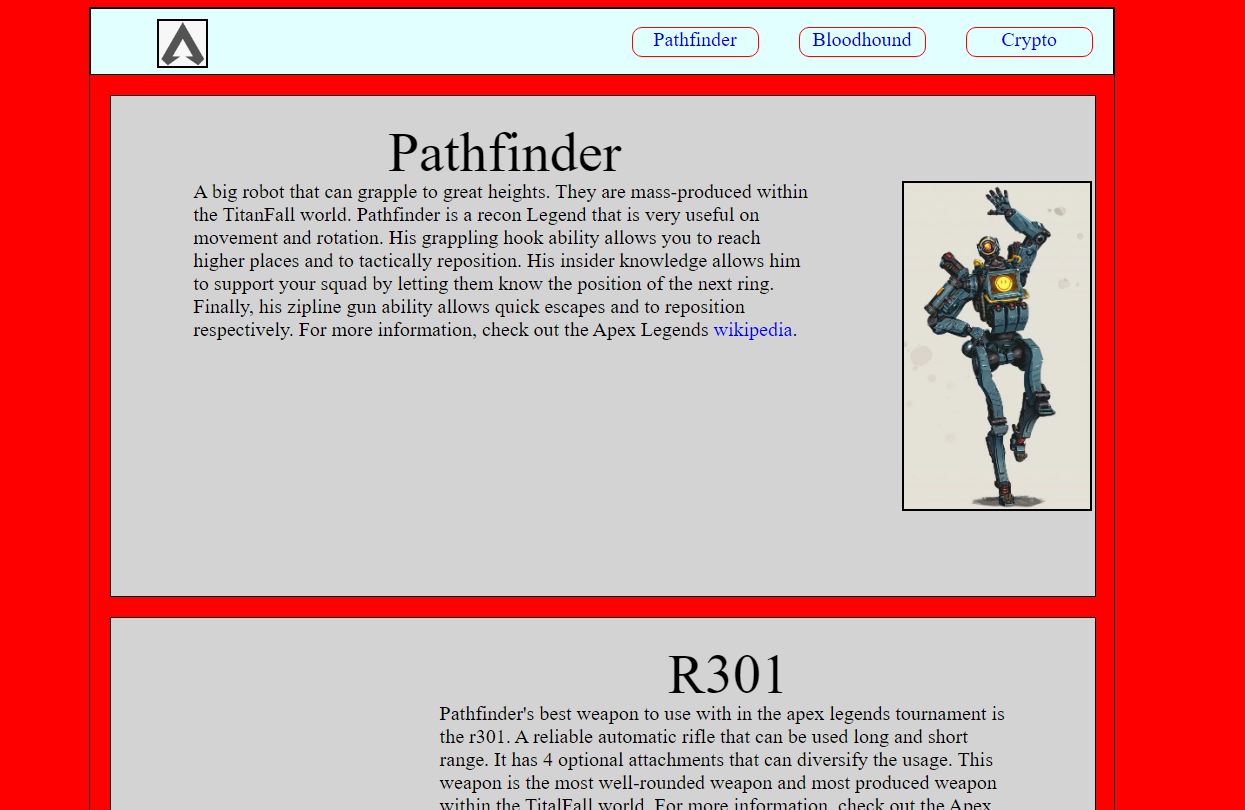 Pathfinder
Bloodhound
Crypto
Pathfinder
A big robot that can grapple to great heights. They are mass-produced within
the TitanFall world. Pathfinder is a recon Legend that is very useful on
movement and rotation. His grappling hook ability allows you to reach
higher places and to tactically reposition. His insider knowledge allows him
to support your squad by letting them know the position of the next ring.
Finally, his zipline gun ability allows quick escapes and to reposition
respectively. For more information, check out the Apex Legends wikipedia.
R301
Pathfinder's best weapon to use with in the apex legends tournament is
the r301. A reliable automatic rifle that can be used long and short
range. It has 4 optional attachments that can diversify the usage. This
weapon is the most well-rounded weapon and most produced weapon
within the TitalFall world. For more information, check out the Apex